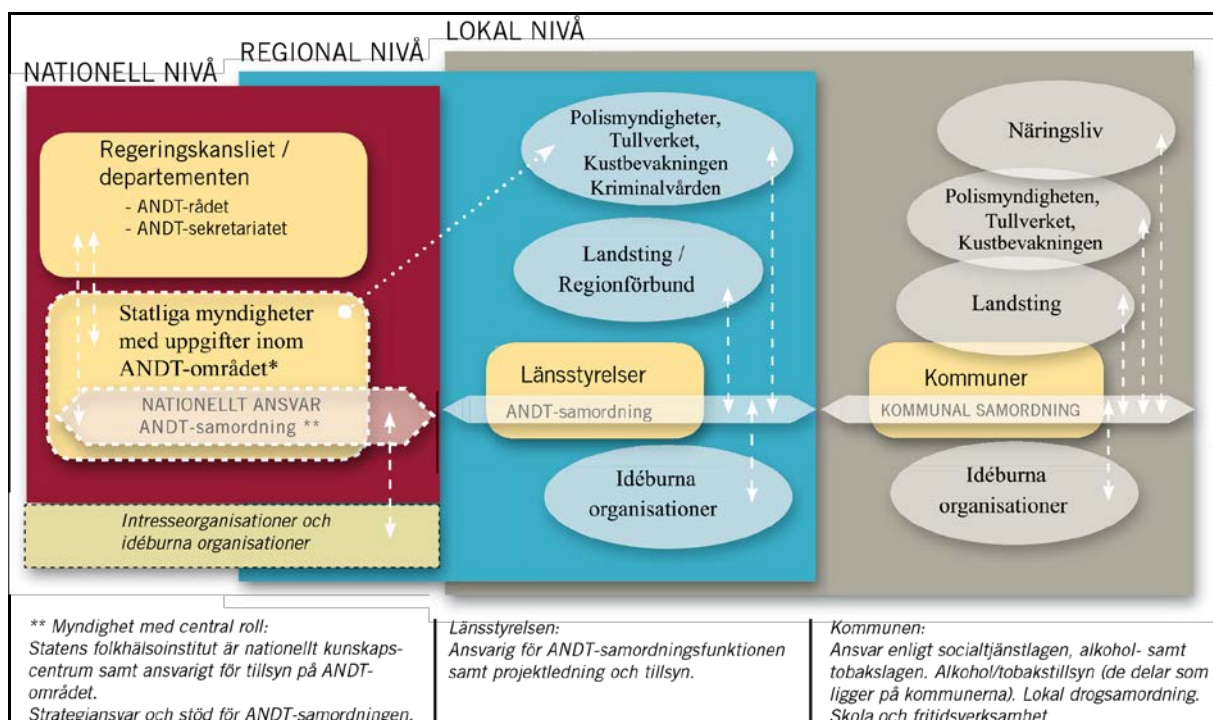 NATIONELL NIVÅ
Regeringskansliet /
departementen
- ANDT-rådet
- ANDT-sekretariatet
Statliga myndigheter
med uppgifter inom
ANDT-området*
NATIONELLT ANSVAR
ANDT-samordning **
Intresseorganisationer och
idéburna organisationer
REGIONAL NIVÅ
Polismyndigheter,
Tullverket,
Kustbevakningen
Kriminalvården
Landsting /
Regionförbund
Länsstyrelser
ANDT-samordning
Idéburna
organisationer
LOKAL NIVÅ
Näringsliv
Polismyndigheten,
Tullverket,
Kustbevakningen
Landsting
Kommuner
KOMMUNAL SAMORDNING
Idéburna
organisationer
** Myndighet med central roll:
Statens folkhälsoinstitut är nationellt kunskaps-
centrum samt ansvarigt för tillsyn på ANDT-
området.
Strategiansvar och stöd för ANDT-samordningen.
Länsstyrelsen:
Ansvarig för ANDT-samordningsfunktionen
samt projektledning och tillsyn.
Kommunen:
Ansvar enligt socialtjänstlagen, alkohol- samt
tobakslagen. Alkohol/tobakstillsyn (de delar som
ligger på kommunerna). Lokal drogsamordning.
Skola och fritidsverksamhet